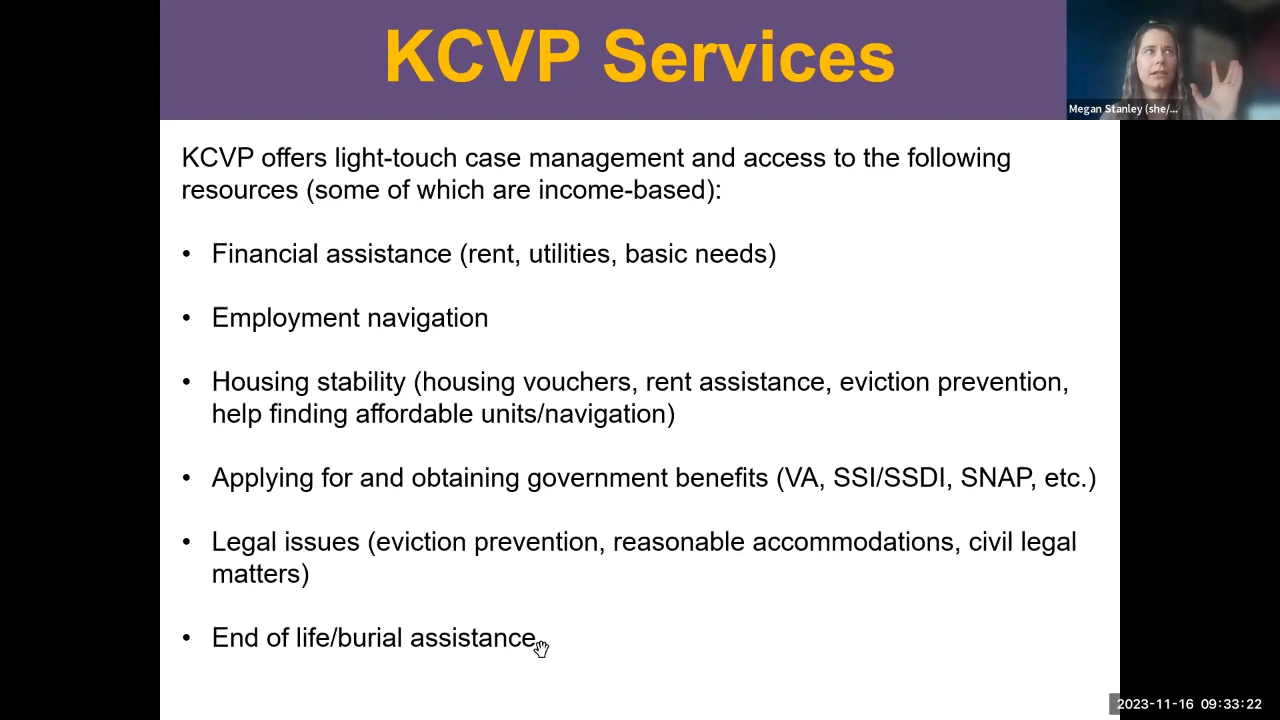 KCVP Services
Megan Stanley (she/...
KCVP offers light-touch case management and access to the following
resources (some of which are income-based):
• Financial assistance (rent, utilities, basic needs)
• Employment navigation
• Housing stability (housing vouchers, rent assistance, eviction prevention,
help finding affordable units/navigation)
• Applying for and obtaining government benefits (VA, SSI/SSDI, SNAP, etc.)
• Legal issues (eviction prevention, reasonable accommodations, civil legal
matters)
• End of life/burial assistance
2023-11-16 09:33:22